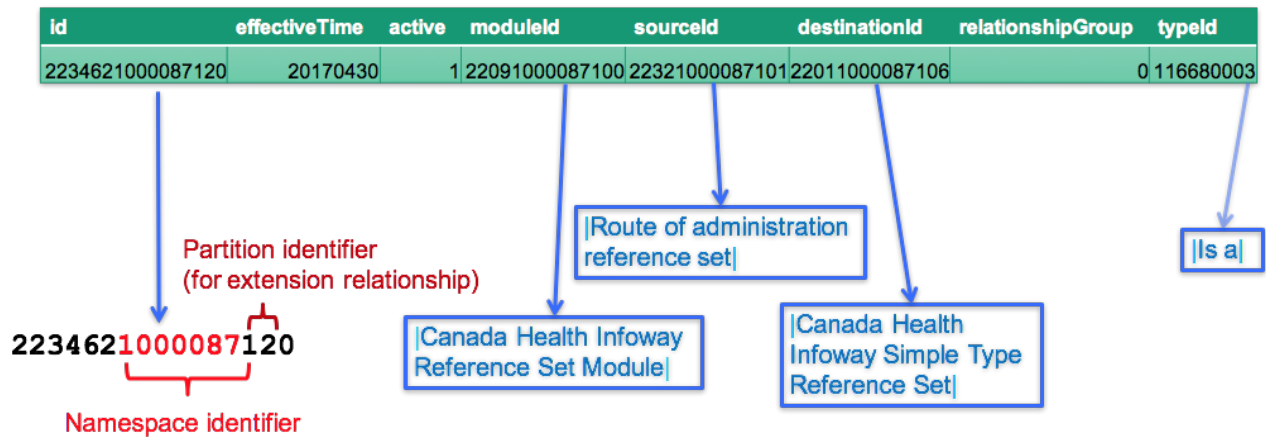 id effectiveTime active moduleId sourceId destinationId relationshipGroup typeId
2234621000087120 20170430 1 22091000087100 22321000087101 22011000087106 0 116680003
|Route of administration
reference set|
|Is a|
Partition identifier
(for extension relationship)
|Canada Health Infoway
Reference Set Module|
|Canada Health
Infoway Simple Type
Reference Set|
2234621000087120
Namespace identifier